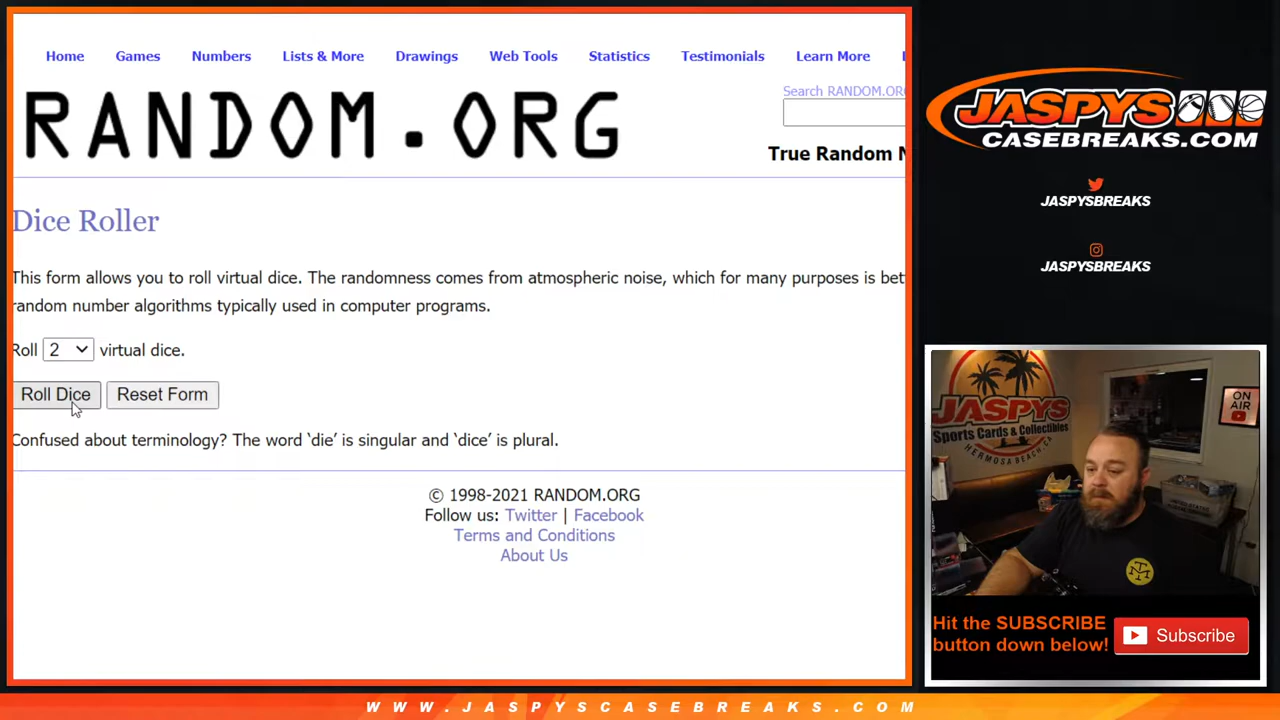 Home Games Numbers Lists & More Drawings Web Tools Statistics Testimonials Learn More
RANDOM.ORG
Search RANDOM.ORG
True Random N
Dice Roller
This form allows you to roll virtual dice. The randomness comes from atmospheric noise, which for many purposes is bet
random number algorithms typically used in computer programs.
Roll 2 virtual dice.
Roll Dice Reset Form
Confused about terminology? The word ‘die’ is singular and ‘dice’ is plural.
© 1998-2021 RANDOM.ORG
Follow us: Twitter | Facebook
Terms and Conditions
About Us
JASPYS
CASEBREAKS.COM
JASPYSBREAKS
JASPYSBREAKS
JASPYS
Sports Cards & Collectibles
HERMOSA BEACH, CA
ON
AIR
Hit the SUBSCRIBE
button down below!
Subscribe
WWW.JASPYSCASEBREAKS.COM